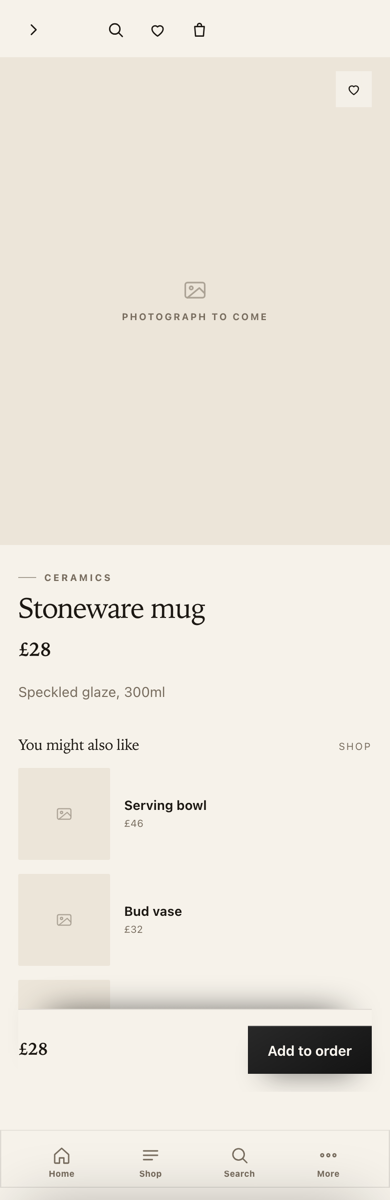 PHOTOGRAPH TO COME
CERAMICS
Stoneware mug
£28
Speckled glaze, 300ml
You might also like
SHOP
Serving bowl
£46
Bud vase
£32
£28
Add to order
Home
Shop
Search
More